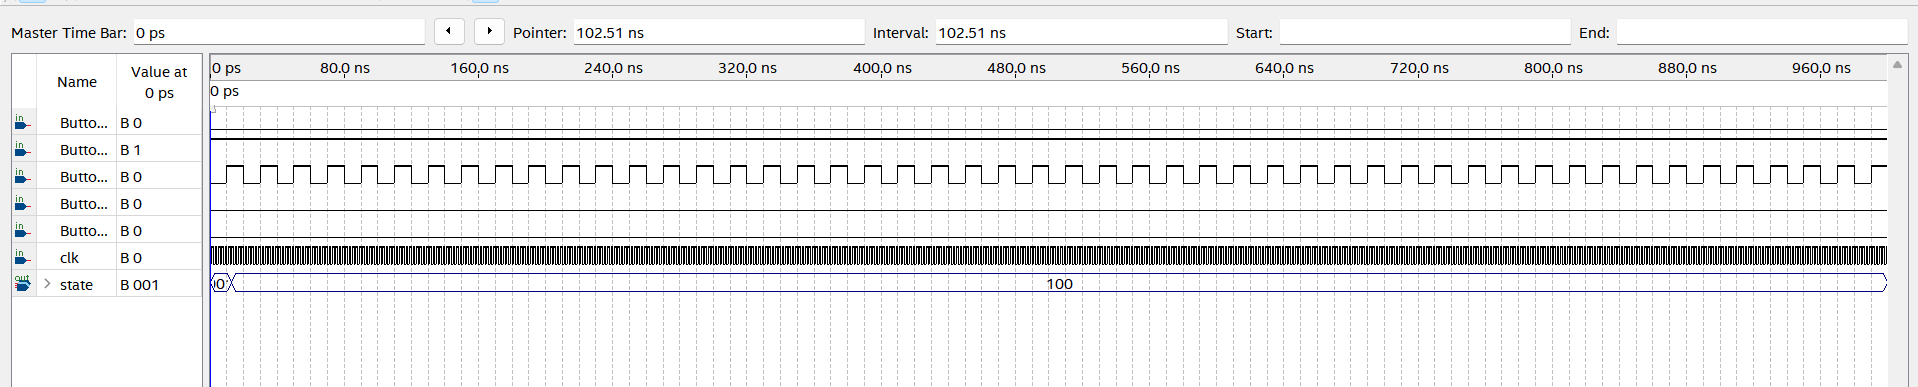 Master Time Bar: 0 ps Pointer: 102.51 ns Interval: 102.51 ns Start: End:
Name Value at 0 ps
0 ps 80.0 ns 160.0 ns 240.0 ns 320.0 ns 400.0 ns 480.0 ns 560.0 ns 640.0 ns 720.0 ns 800.0 ns 880.0 ns 960.0 ns
0 ps
in Butto... B 0
in Butto... B 1
in Butto... B 0
in Butto... B 0
in Butto... B 0
in clk B 0
out state B 001 100